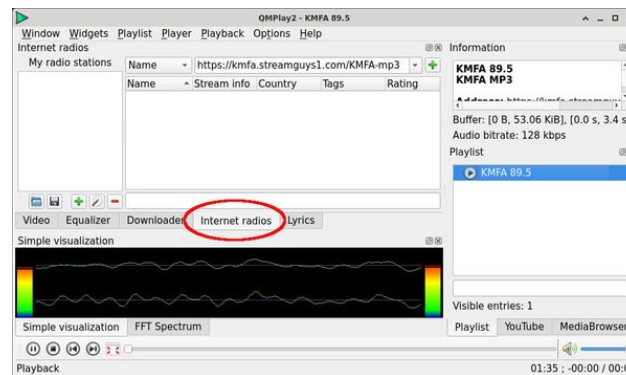 QMPlay2 - KMFA 89.5
Window Widgets Playlist Player Playback Options Help
Internet radios
My radio stations
Name
https://kmfa.streamguys1.com/KMFA-mp3
Name Stream info Country Tags Rating
Video Equalizer Downloader Internet radios Lyrics
Simple visualization
Simple visualization FFT Spectrum
Information
KMFA 89.5
KMFA MP3
Buffer: [0 B, 53.06 KiB], [0.0 s, 3.4 s
Audio bitrate: 128 kbps
Playlist
KMFA 89.5
Visible entries: 1
Playlist YouTube MediaBrowser
Playback
01:35 ; -00:00 / 00: